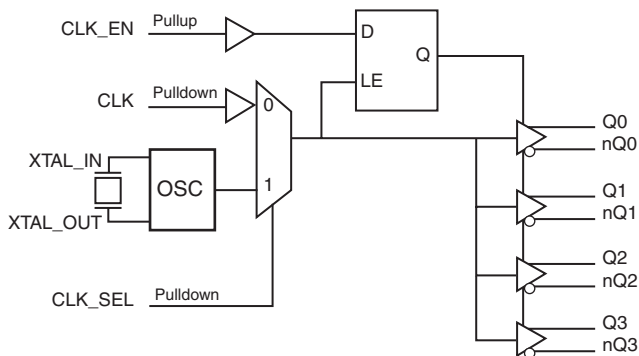 CLK_EN Pullup
D
Q
LE
CLK Pulldown
0
XTAL_IN
OSC
1
XTAL_OUT
CLK_SEL Pulldown
Q0
nQ0
Q1
nQ1
Q2
nQ2
Q3
nQ3